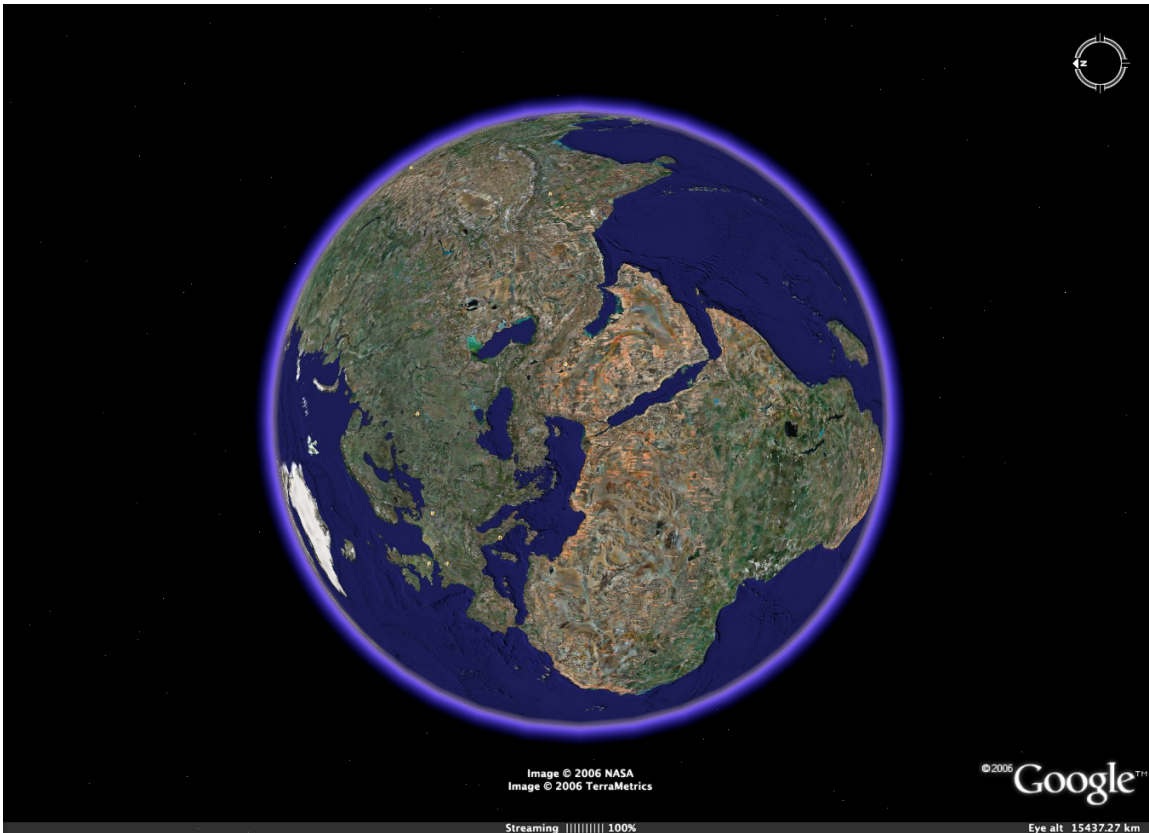 N
Image © 2006 NASA
Image © 2006 TerraMetrics
©2006 Google™
Streaming |||||||||| 100%
Eye alt 15437.27 km